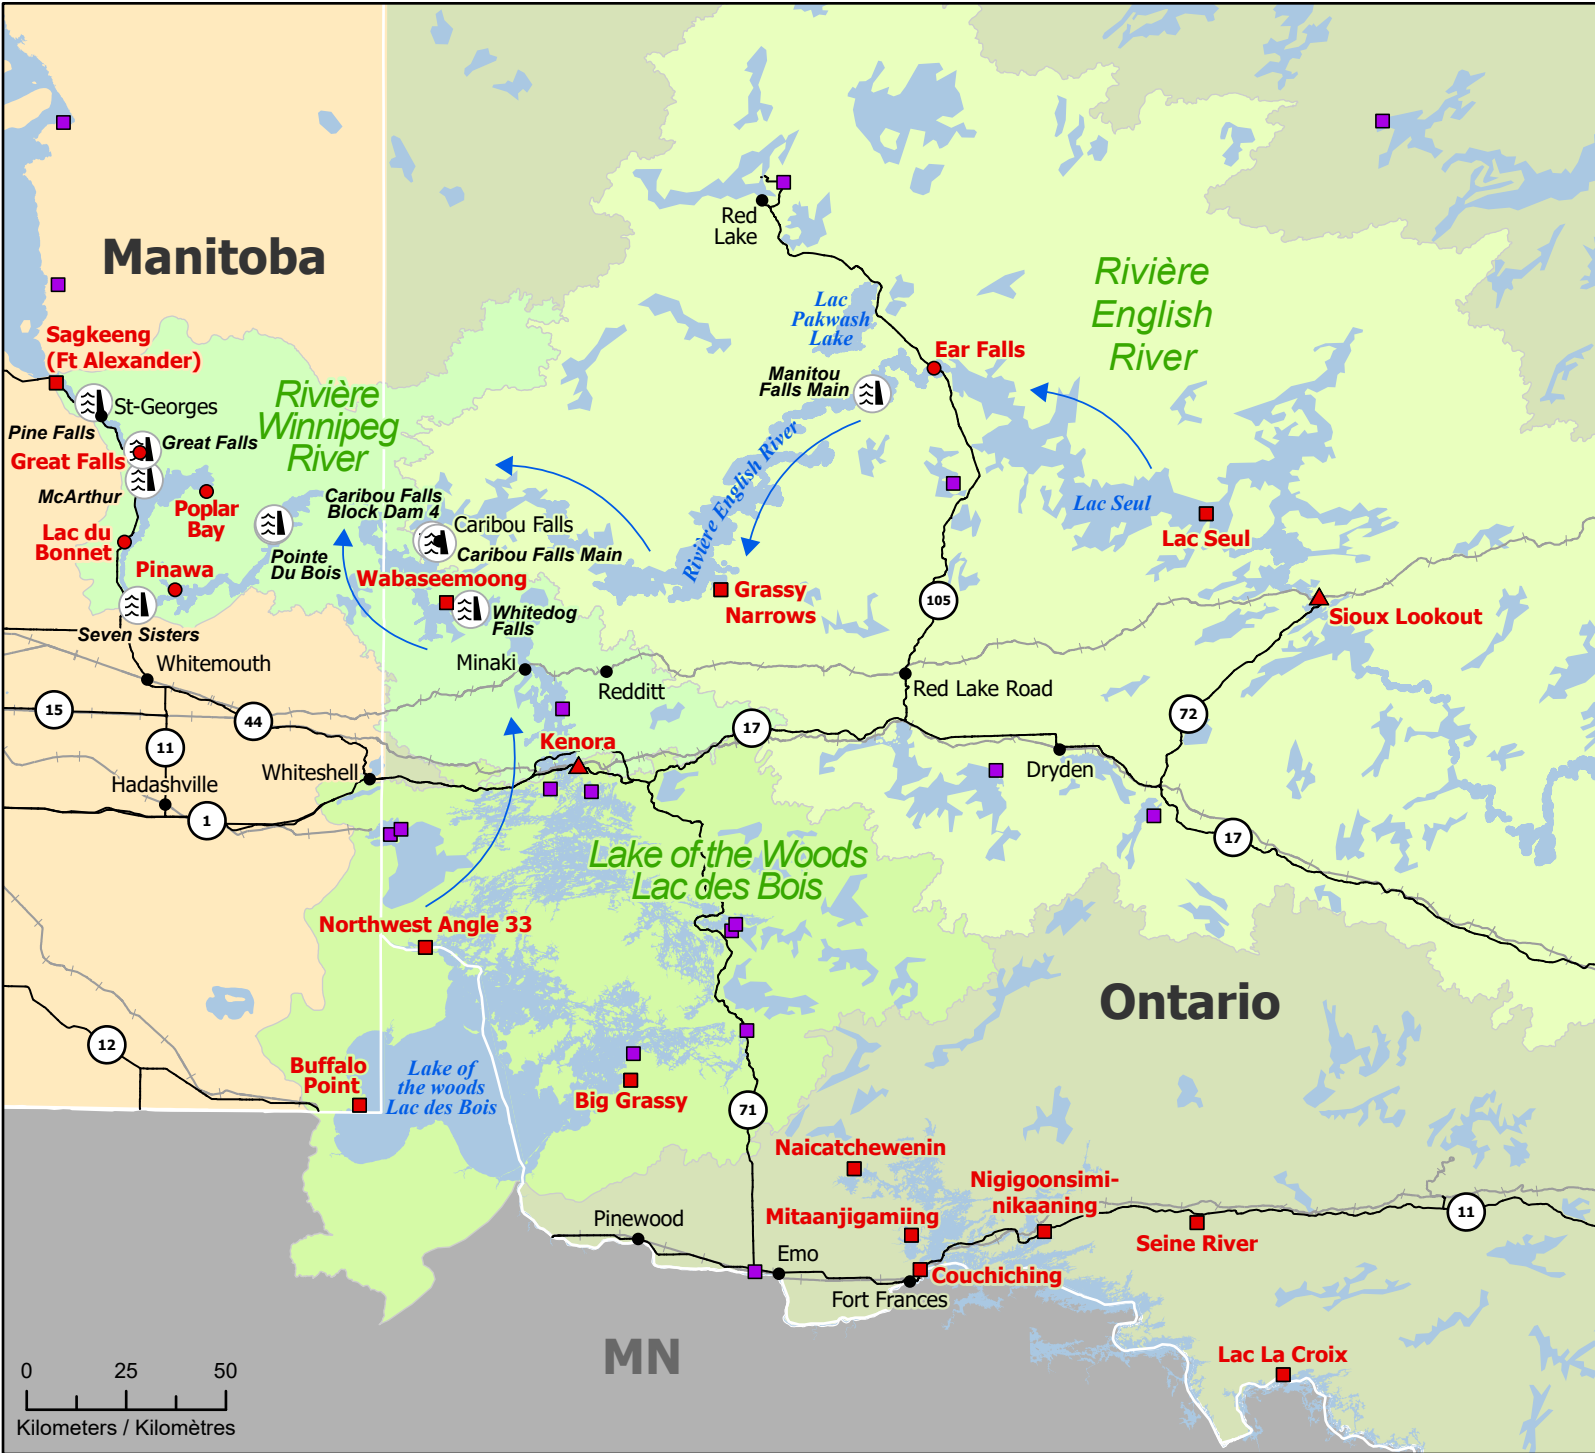 Manitoba
Red
Lake
Rivière
English
River
Lac
Pakwash
Lake
Sagkeeng
(Ft Alexander)
Ear Falls
Manitou
Falls Main
St-Georges
Rivière
Winnipeg
River
Pine Falls
Great Falls
Great Falls
Rivière English River
McArthur
Poplar
Bay
Caribou Falls
Block Dam 4
Caribou Falls
Caribou Falls Main
Lac Seul
Lac Seul
Lac du
Bonnet
Pointe
Du Bois
Pinawa
Wabaseemoong
Whitedog
Falls
Grassy
Narrows
105
Sioux Lookout
Seven Sisters
Whitemouth
Minaki
Redditt
Red Lake Road
15
44
11
17
72
Kenora
Whiteshell
Hadashville
Dryden
1
17
Lake of the Woods
Lac des Bois
Northwest Angle 33
Ontario
12
Buffalo
Point
Lake of
the woods
Lac des Bois
Big Grassy
71
Naicatchewenin
Nigigoonsimi-
nikaaning
Mitaanjigamiing
11
Pinewood
Seine River
Emo
Couchiching
Fort Frances
MN
Lac La Croix
0 25 50
Kilometers / Kilomètres